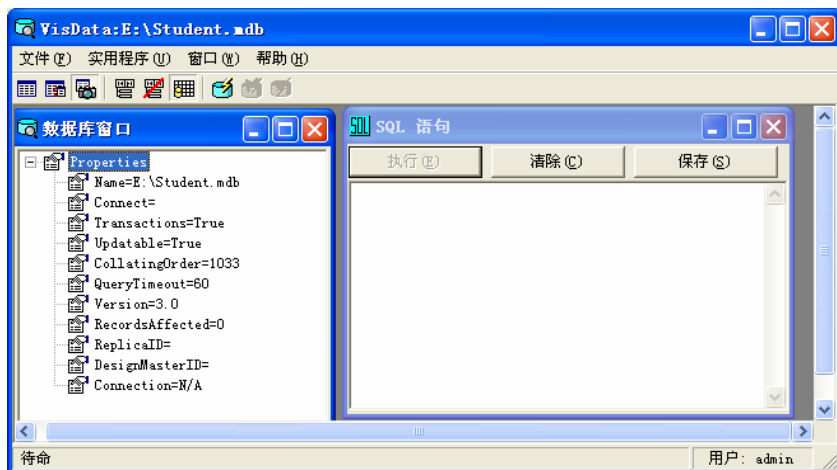 VisData:E:\Student.mdb
文件(F) 实用程序(U) 窗口(W) 帮助(H)
数据库窗口
Properties
Name=E:\Student.mdb
Connect=
Transactions=True
Updatable=True
CollatingOrder=1033
QueryTimeout=60
Version=3.0
RecordsAffected=0
ReplicaID=
DesignMasterID=
Connection=N/A
SQL SQL 语句
执行(E) 清除(C) 保存(S)
待命 用户: admin